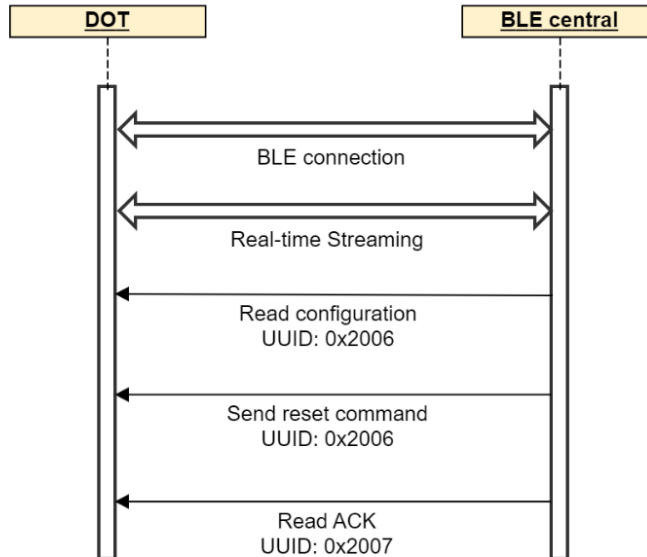 DOT
BLE central
BLE connection
Real-time Streaming
Read configuration
UUID: 0x2006
Send reset command
UUID: 0x2006
Read ACK
UUID: 0x2007